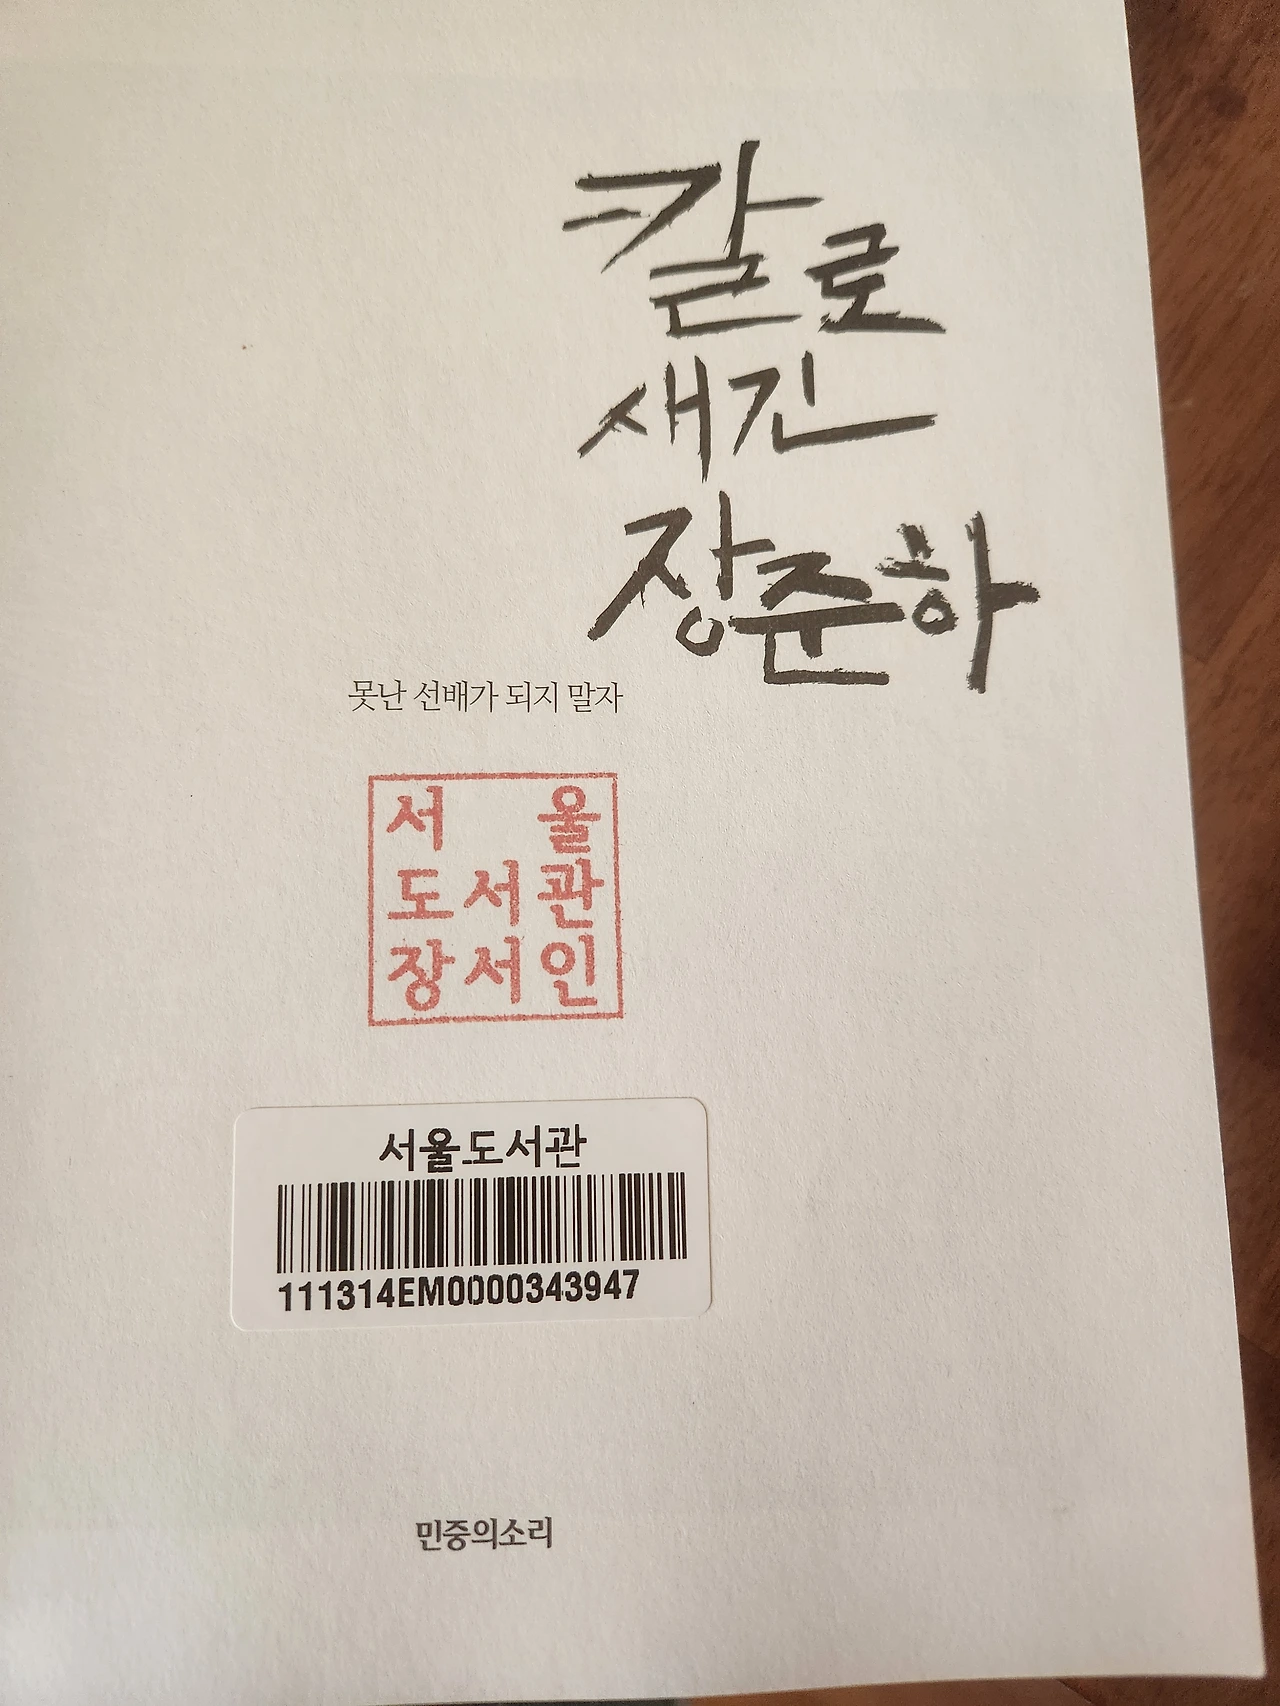 칼로
새긴
장준하
못난 선배가 되지 말자
서 울
도서관
장서인
서울도서관
111314EM0000343947
민중의소리